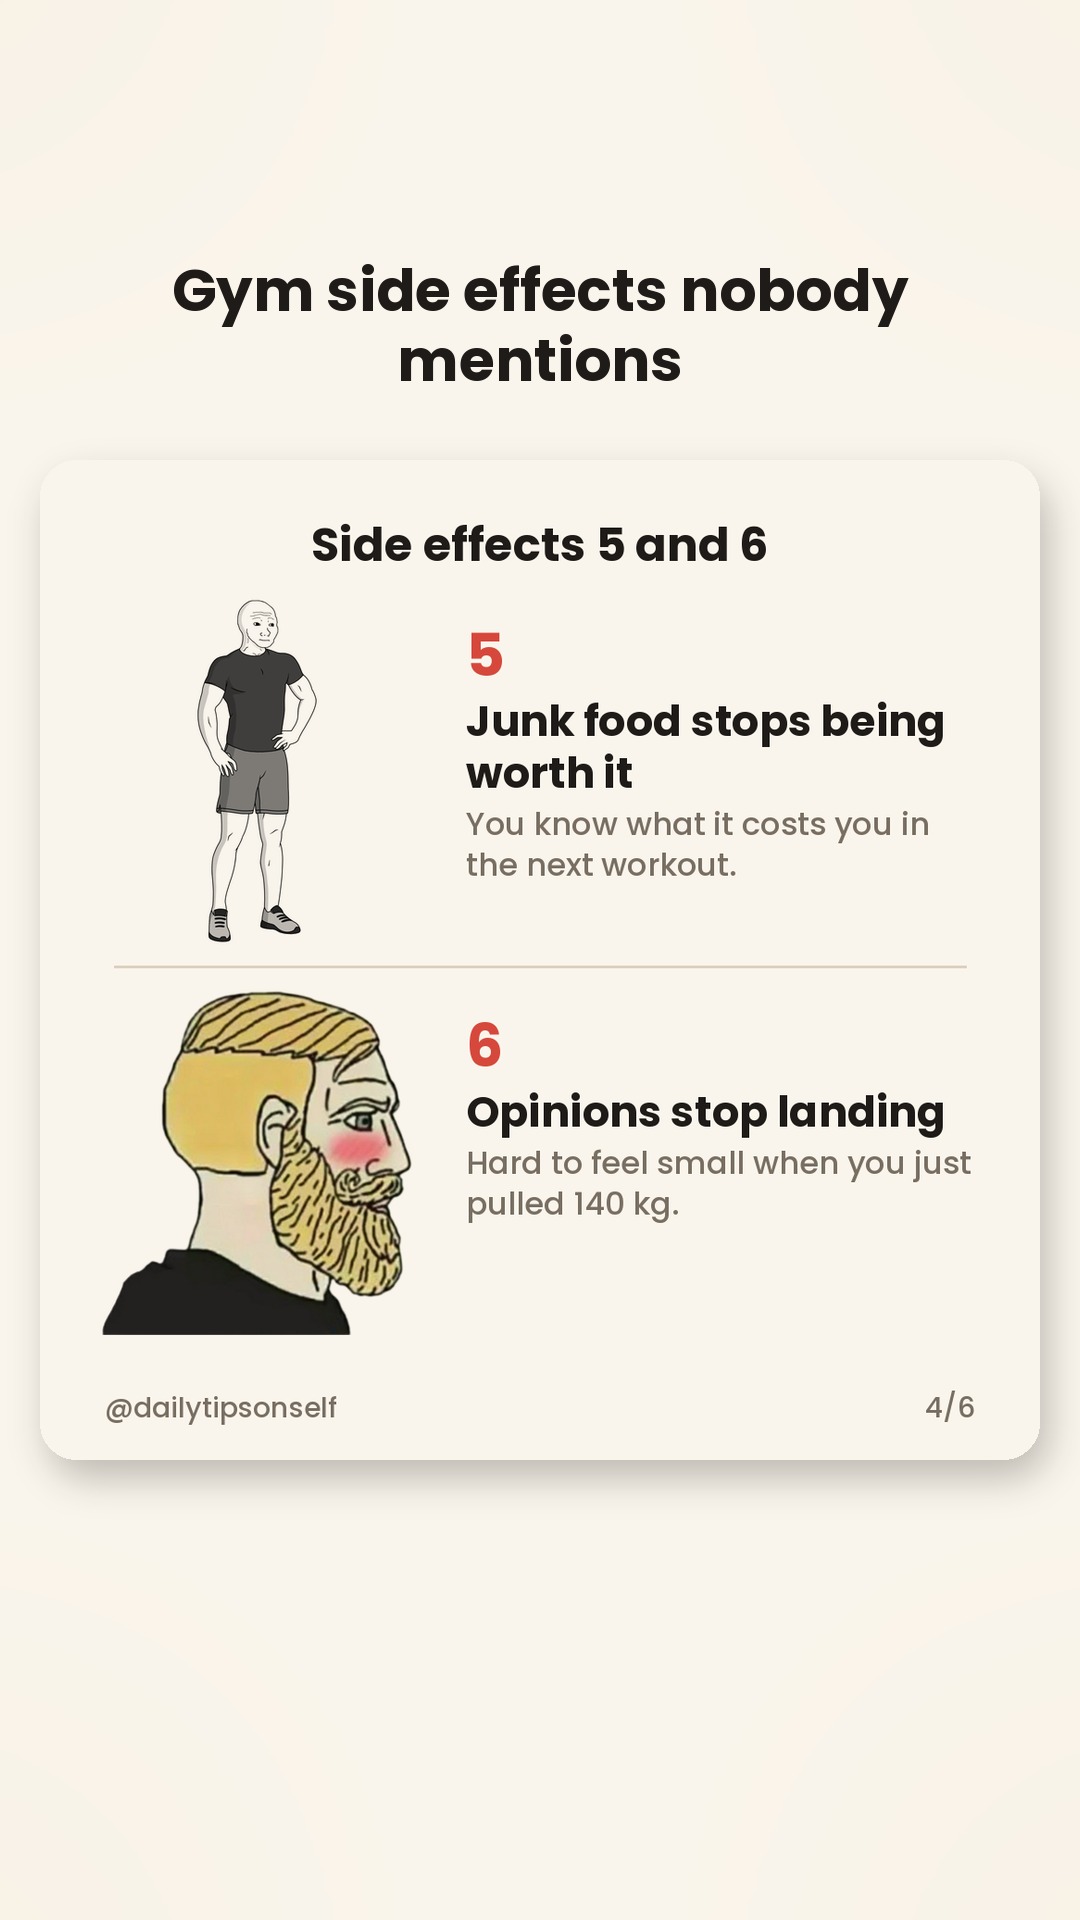 Gym side effects nobody
mentions
Side effects 5 and 6
5
Junk food stops being
worth it
You know what it costs you in
the next workout.
6
Opinions stop landing
Hard to feel small when you just
pulled 140 kg.
@dailytipsonself
4/6